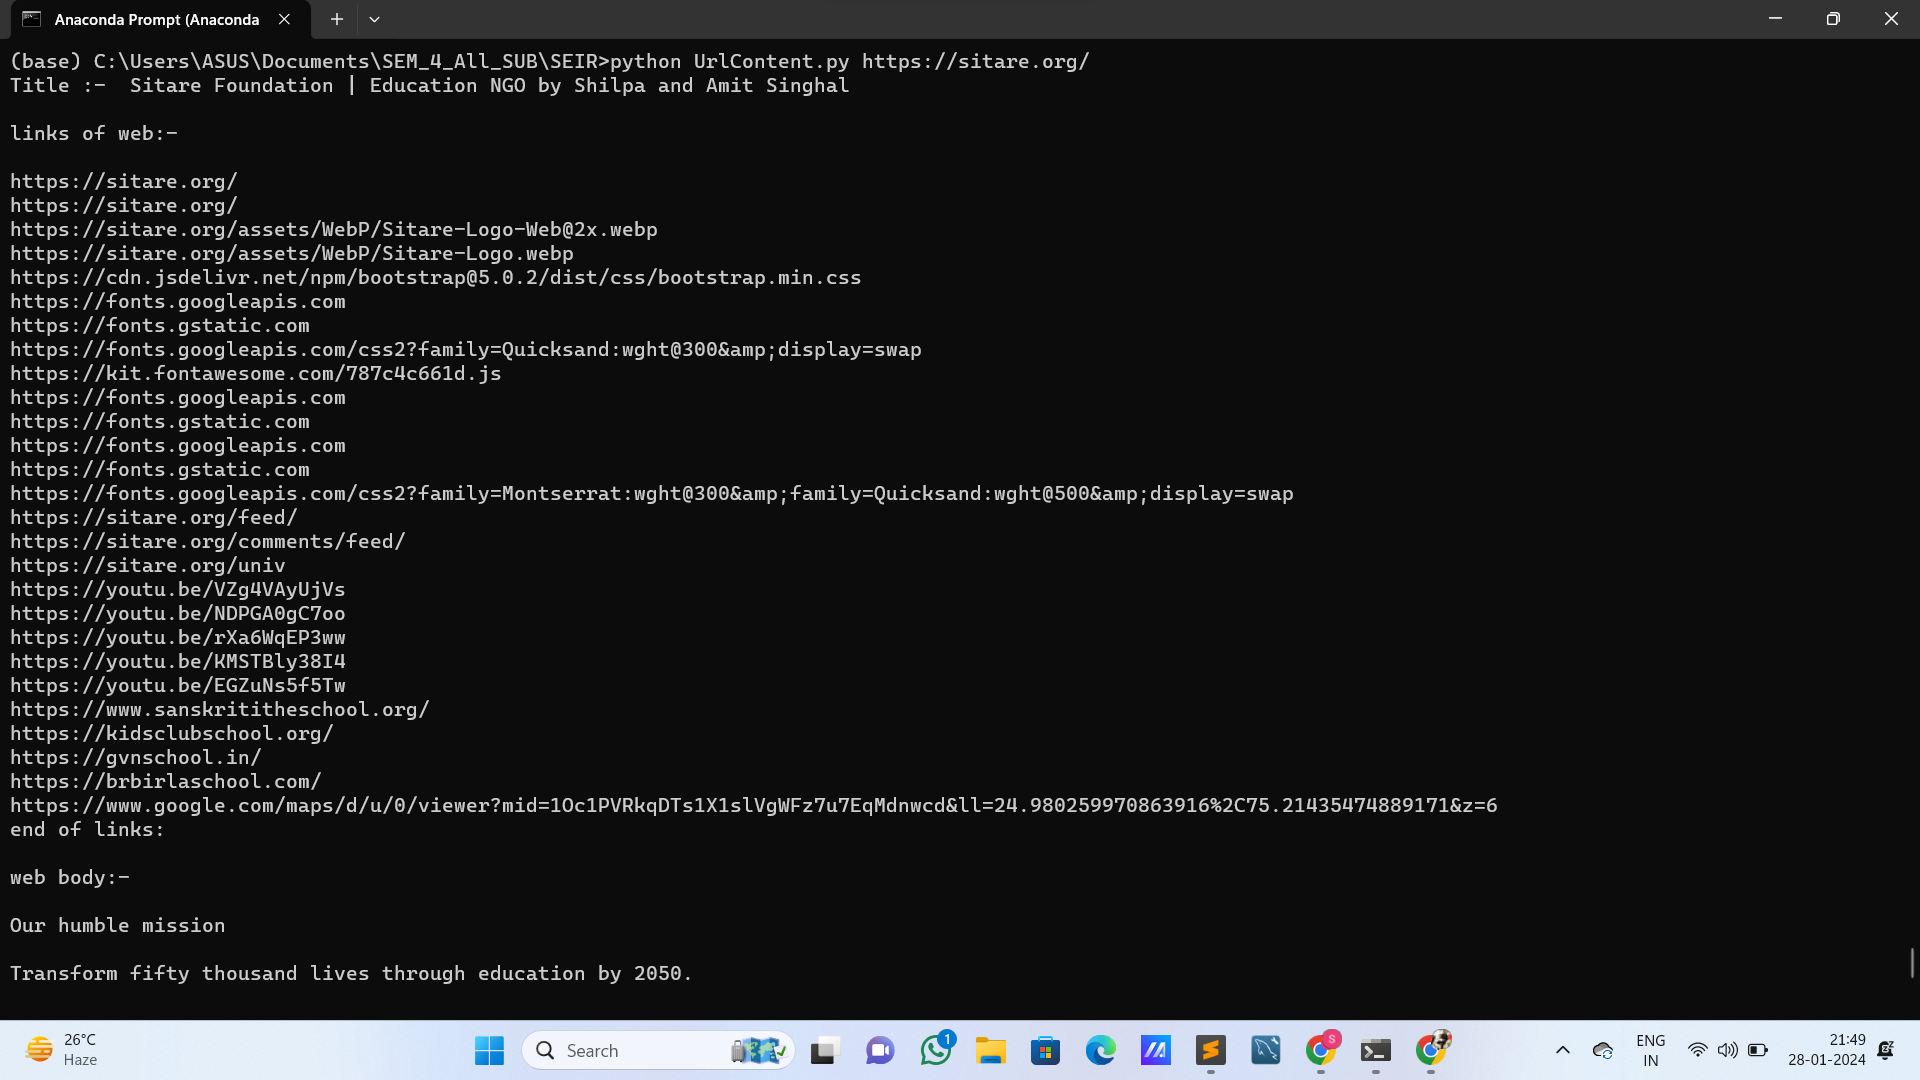 Anaconda Prompt (Anaconda
(base) C:\Users\ASUS\Documents\SEM_4_All_SUB\SEIR>python UrlContent.py https://sitare.org/
Title :-  Sitare Foundation | Education NGO by Shilpa and Amit Singhal
links of web:-
https://sitare.org/
https://sitare.org/
https://sitare.org/assets/WebP/Sitare-Logo-Web@2x.webp
https://sitare.org/assets/WebP/Sitare-Logo.webp
https://cdn.jsdelivr.net/npm/bootstrap@5.0.2/dist/css/bootstrap.min.css
https://fonts.googleapis.com
https://fonts.gstatic.com
https://fonts.googleapis.com/css2?family=Quicksand:wght@300&amp;display=swap
https://kit.fontawesome.com/787c4c661d.js
https://fonts.googleapis.com
https://fonts.gstatic.com
https://fonts.googleapis.com
https://fonts.gstatic.com
https://fonts.googleapis.com/css2?family=Montserrat:wght@300&amp;family=Quicksand:wght@500&amp;display=swap
https://sitare.org/feed/
https://sitare.org/comments/feed/
https://sitare.org/univ
https://youtu.be/VZg4VAyUjVs
https://youtu.be/NDPGA0gC7oo
https://youtu.be/rXa6WqEP3ww
https://youtu.be/KMSTBly38I4
https://youtu.be/EGZuNs5f5Tw
https://www.sanskrititheschool.org/
https://kidsclubschool.org/
https://gvnschool.in/
https://brbirlaschool.com/
https://www.google.com/maps/d/u/0/viewer?mid=1Oc1PVRkqDTs1X1slVgWFz7u7EqMdnwcd&ll=24.980259970863916%2C75.21435474889171&z=6
end of links:
web body:-
Our humble mission
Transform fifty thousand lives through education by 2050.
26°C
Haze
Search
1
S
ENG
IN
21:49
28-01-2024